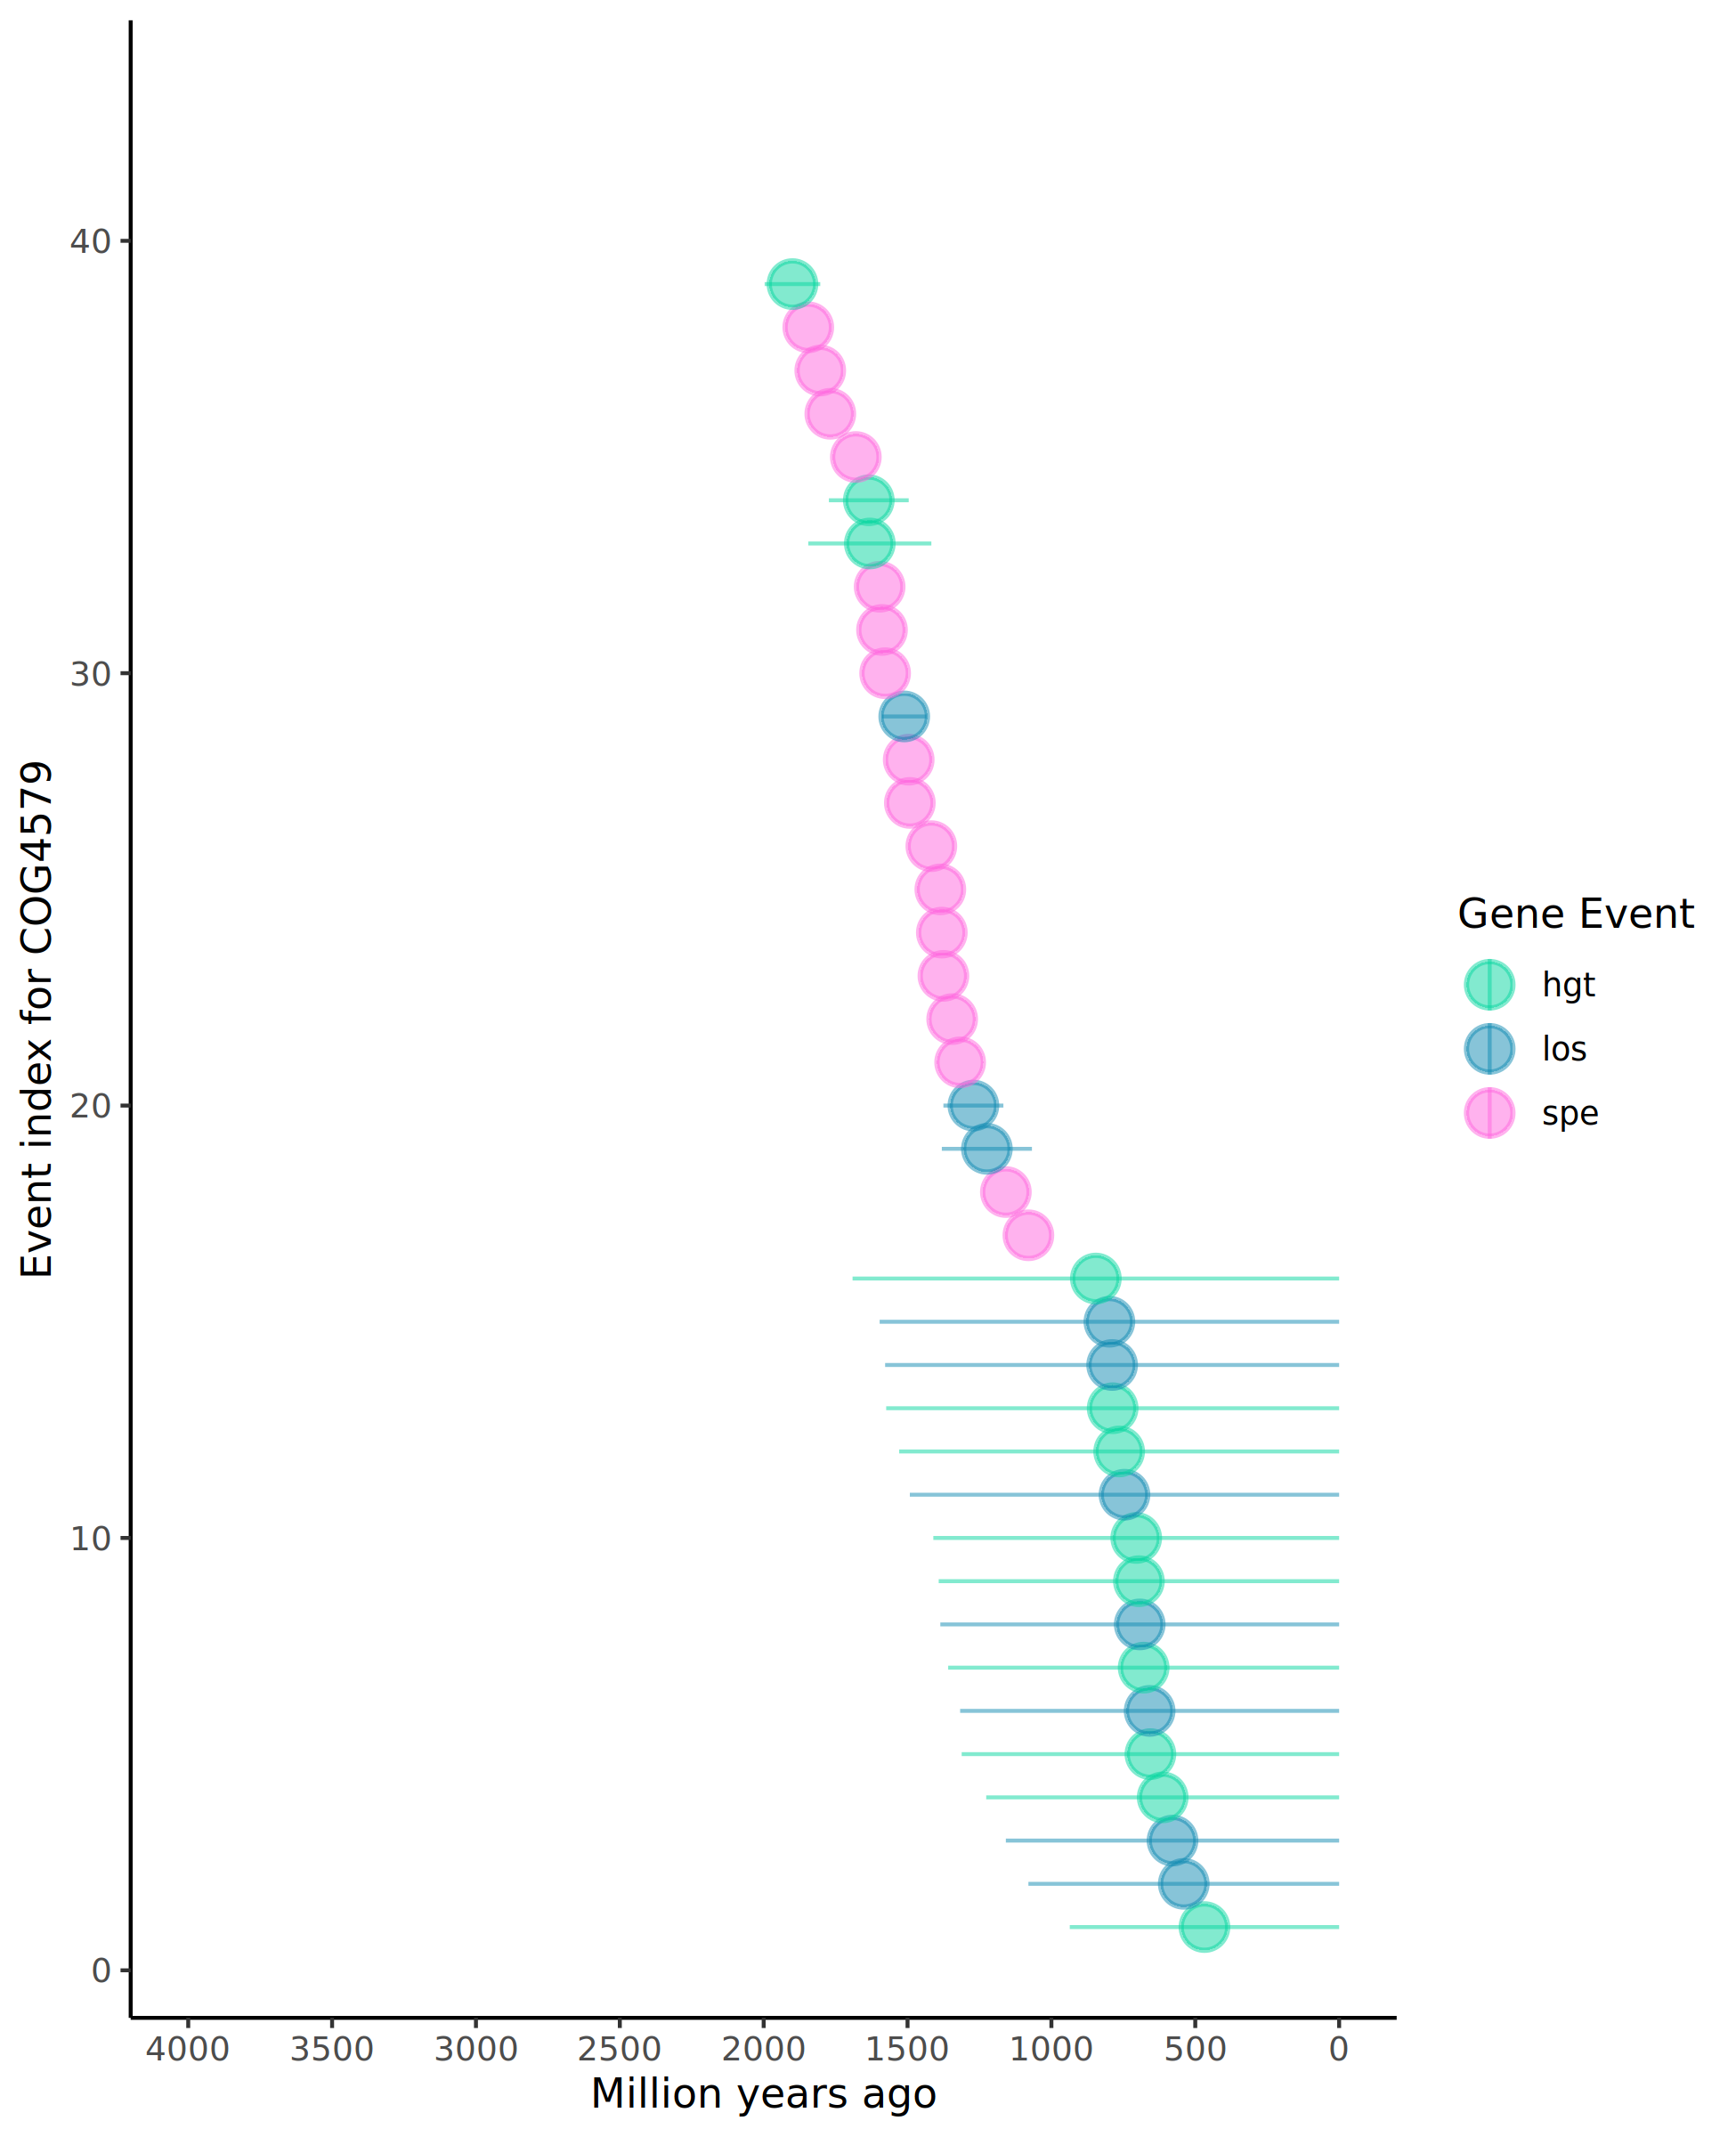 Event index for COG4579
40
30
20
10
0
4000 3500 3000 2500 2000 1500 1000 500 0
Million years ago
Gene Event
hgt
los
spe